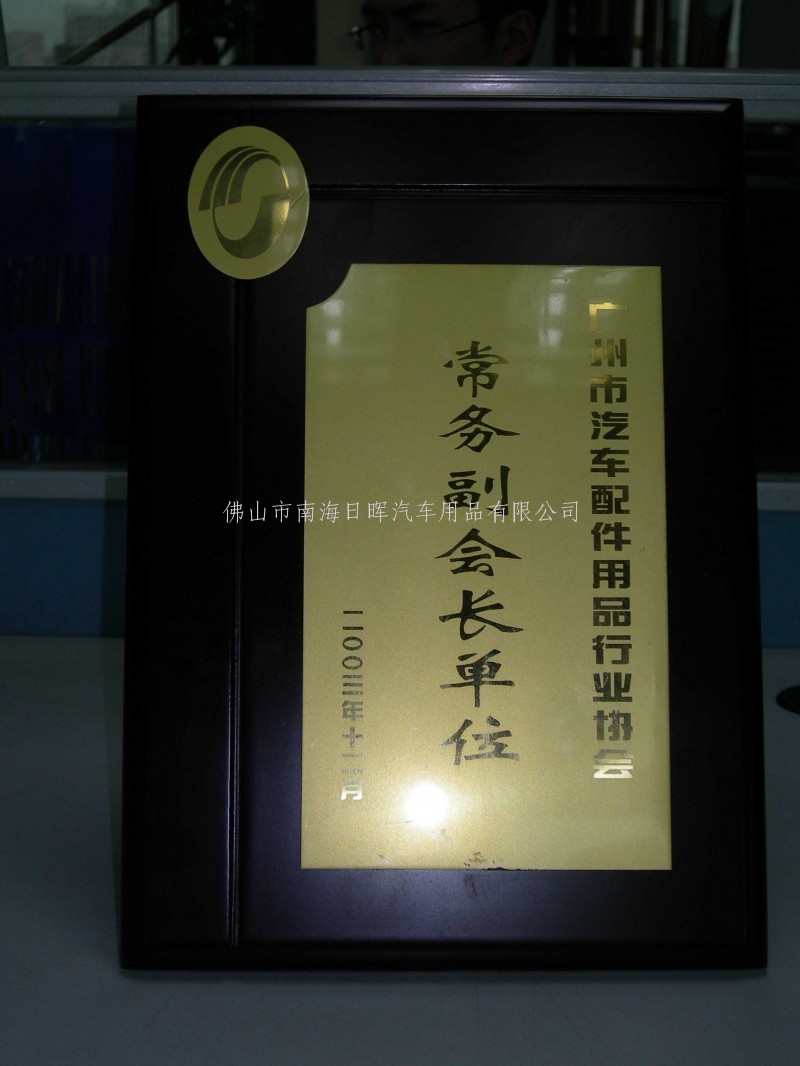 广州市汽车配件用品行业协会
常务副会长单位
二00三年十二月
佛山市南海日晖汽车用品有限公司